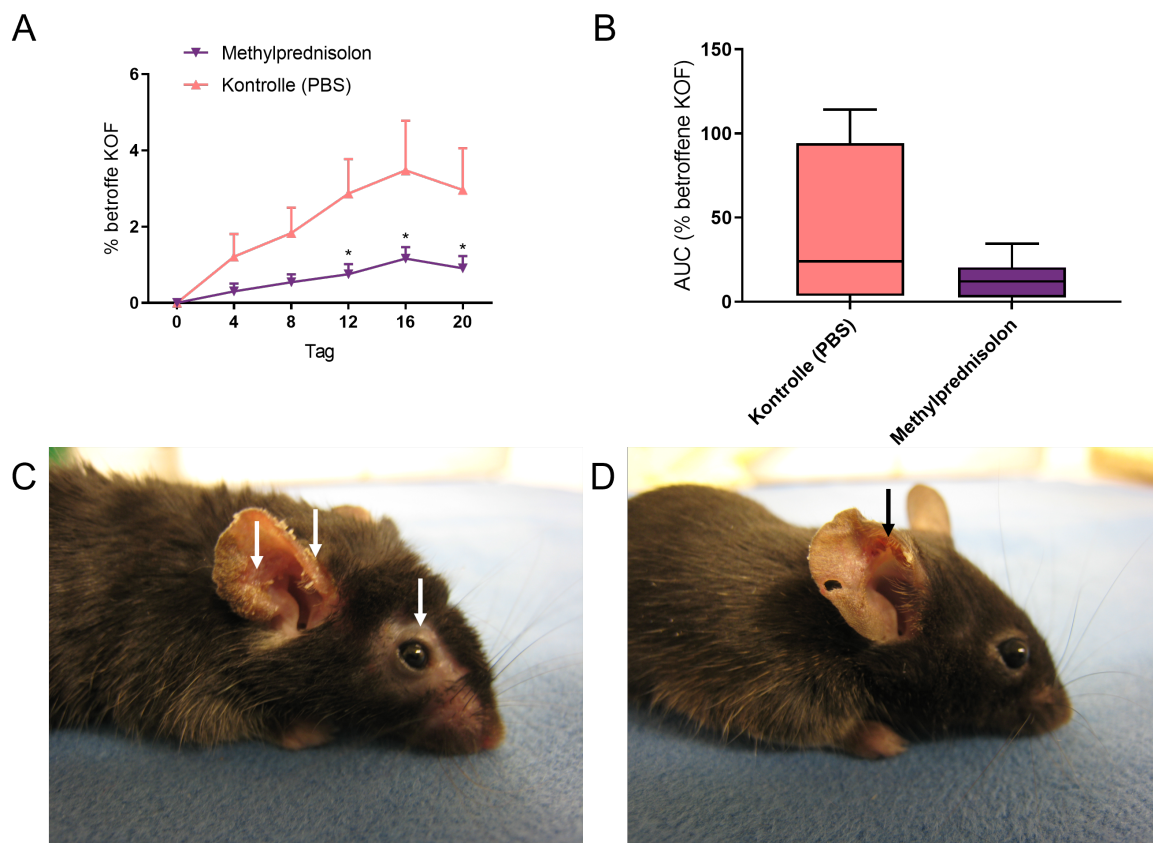 A
Methylprednisolon
Kontrolle (PBS)
% betroffe KOF
6
4
2
0
* * *
0 4 8 12 16 20
Tag
B
AUC (% betroffene KOF)
150
100
50
0
Kontrolle (PBS)
Methylprednisolon
C
D